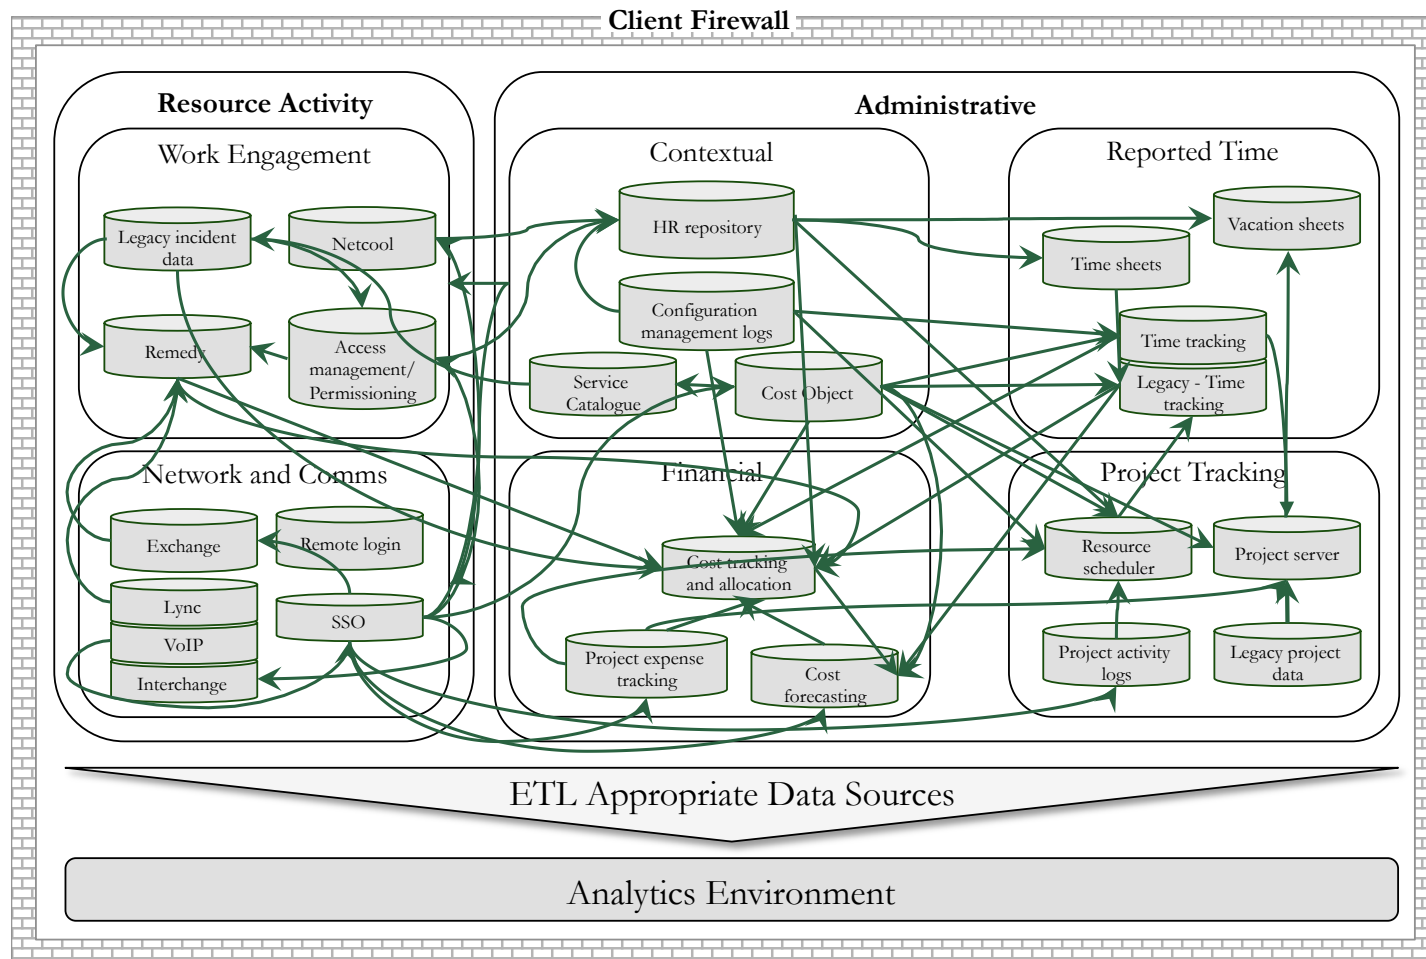 Client Firewall
Resource Activity
Administrative
Work Engagement
Legacy incident
data
Netcool
Remedy
Access
management/
Permissioning
Contextual
HR repository
Configuration
management logs
Service
Catalogue
Cost Object
Reported Time
Vacation sheets
Time sheets
Time tracking
Legacy - Time
tracking
Network and Comms
Exchange
Remote login
Lync
VoIP
Interchange
SSO
Financial
Cost tracking
and allocation
Project expense
tracking
Cost
forecasting
Project Tracking
Resource
scheduler
Project server
Project activity
logs
Legacy project
data
ETL Appropriate Data Sources
Analytics Environment